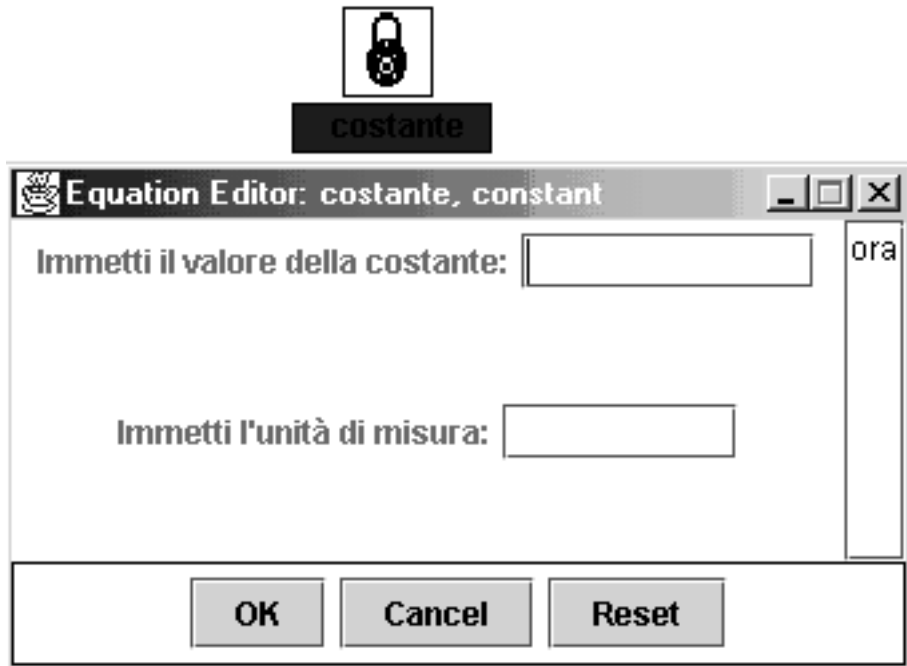 costante
Equation Editor: costante, constant
Immetti il valore della costante:
ora
Immetti l'unità di misura:
OK Cancel Reset